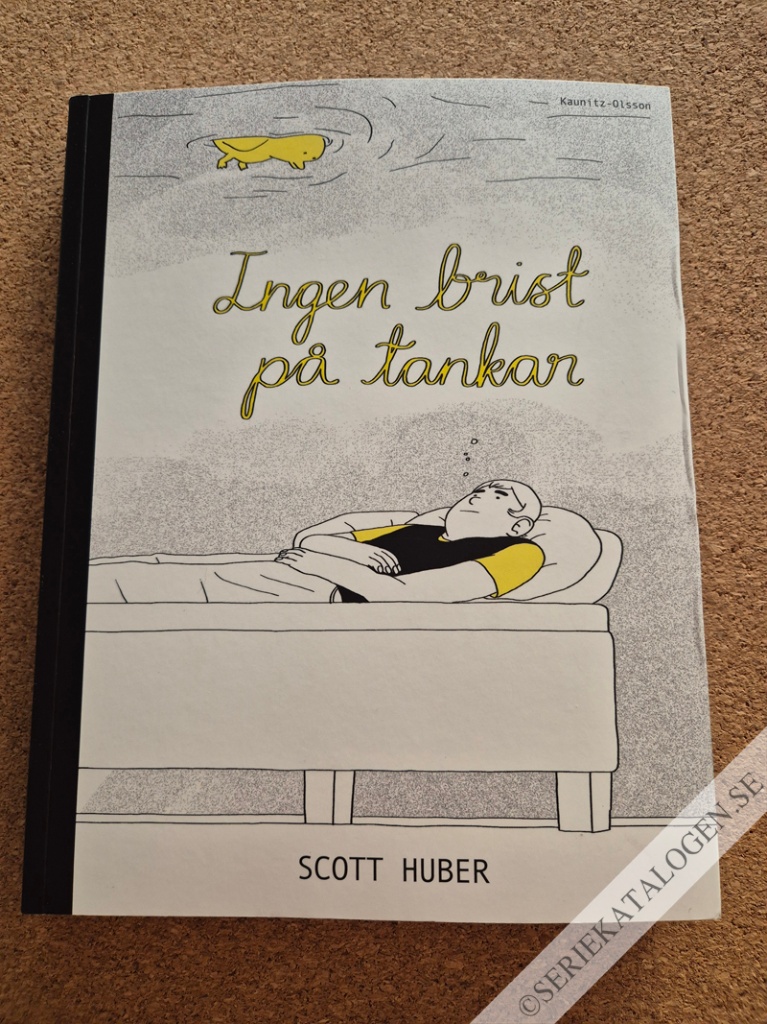 Kaunitz-Olsson
Ingen brist
på tankar
SCOTT HUBER
©SERIEKATALOGEN.SE